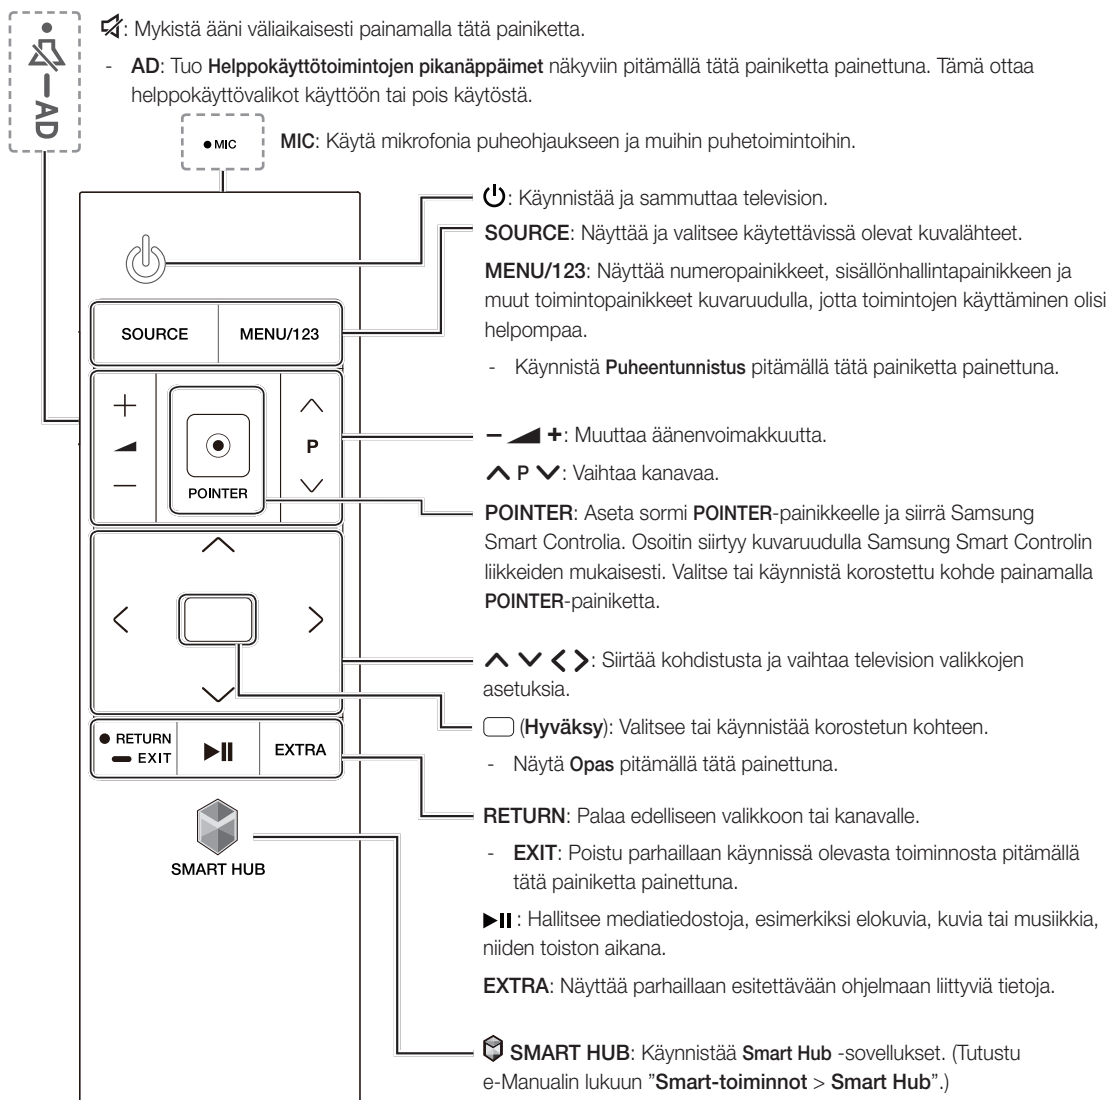 : Mykistä ääni väliaikaisesti painamalla tätä painiketta.
- AD: Tuo Helppokäyttötoimintojen pikanäppäimet näkyviin pitämällä tätä painiketta painettuna. Tämä ottaa
helppokäyttövalikot käyttöön tai pois käytöstä.
AD
MIC
MIC: Käytä mikrofonia puheohjaukseen ja muihin puhetoimintoihin.
: Käynnistää ja sammuttaa television.
SOURCE: Näyttää ja valitsee käytettävissä olevat kuvalähteet.
MENU/123: Näyttää numeropainikkeet, sisällönhallintapainikkeen ja
muut toimintopainikkeet kuvaruudulla, jotta toimintojen käyttäminen olisi
helpompaa.
- Käynnistä Puheentunnistus pitämällä tätä painiketta painettuna.
SOURCE
MENU/123
P
POINTER
− +: Muuttaa äänenvoimakkuutta.
P : Vaihtaa kanavaa.
POINTER: Aseta sormi POINTER-painikkeelle ja siirrä Samsung
Smart Controlia. Osoitin siirtyy kuvaruudulla Samsung Smart Controlin
liikkeiden mukaisesti. Valitse tai käynnistä korostettu kohde painamalla
POINTER-painiketta.
: Siirtää kohdistusta ja vaihtaa television valikkojen
asetuksia.
(Hyväksy): Valitsee tai käynnistää korostetun kohteen.
- Näytä Opas pitämällä tätä painettuna.
RETURN
EXIT
EXTRA
SMART HUB
RETURN: Palaa edelliseen valikkoon tai kanavalle.
- EXIT: Poistu parhaillaan käynnissä olevasta toiminnosta pitämällä
tätä painiketta painettuna.
: Hallitsee mediatiedostoja, esimerkiksi elokuvia, kuvia tai musiikkia,
niiden toiston aikana.
EXTRA: Näyttää parhaillaan esitettävään ohjelmaan liittyviä tietoja.
SMART HUB: Käynnistää Smart Hub -sovellukset. (Tutustu
e-Manualin lukuun ”Smart-toiminnot > Smart Hub”.)